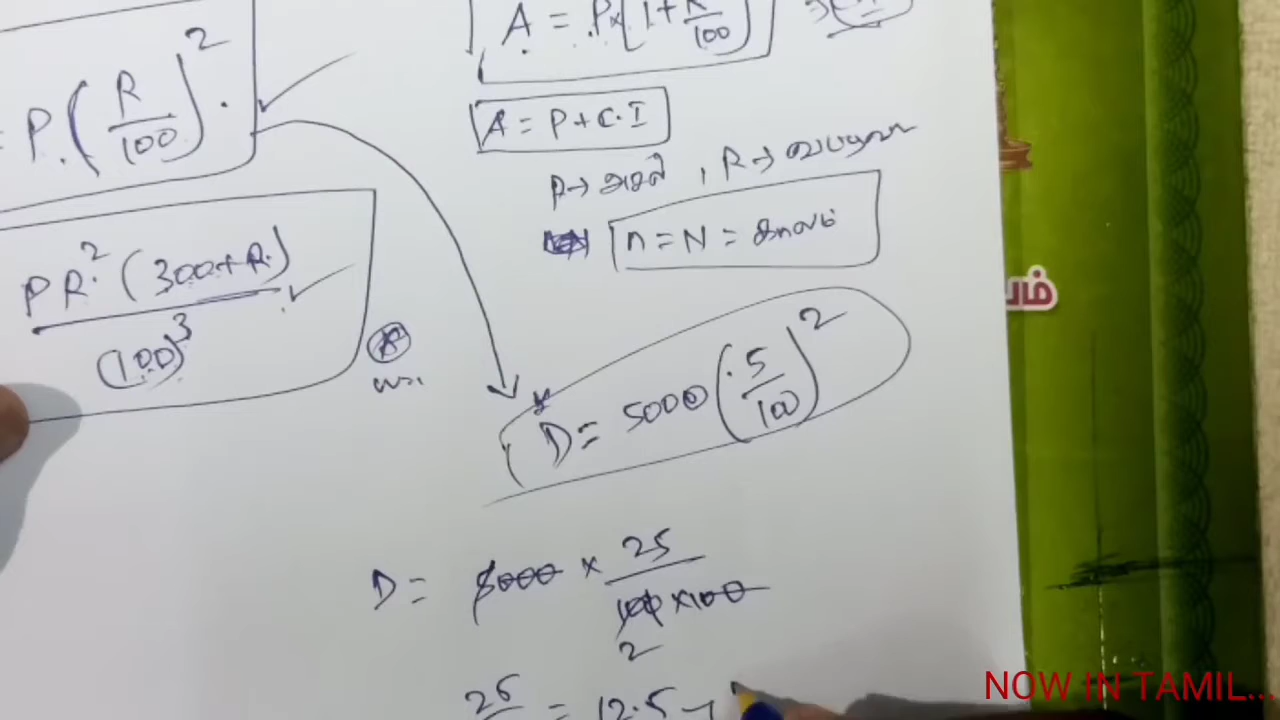 = P.(R/100)².
PR²(300+R)/(100)³
A = P×(1+R/100)
A = P+C.I
P→ அசல் , R→
n = N = காலம்
D = 5000(5/100)²
D = 5000 × 25/100×100
2
25 = 12.5
NOW IN TAMIL...